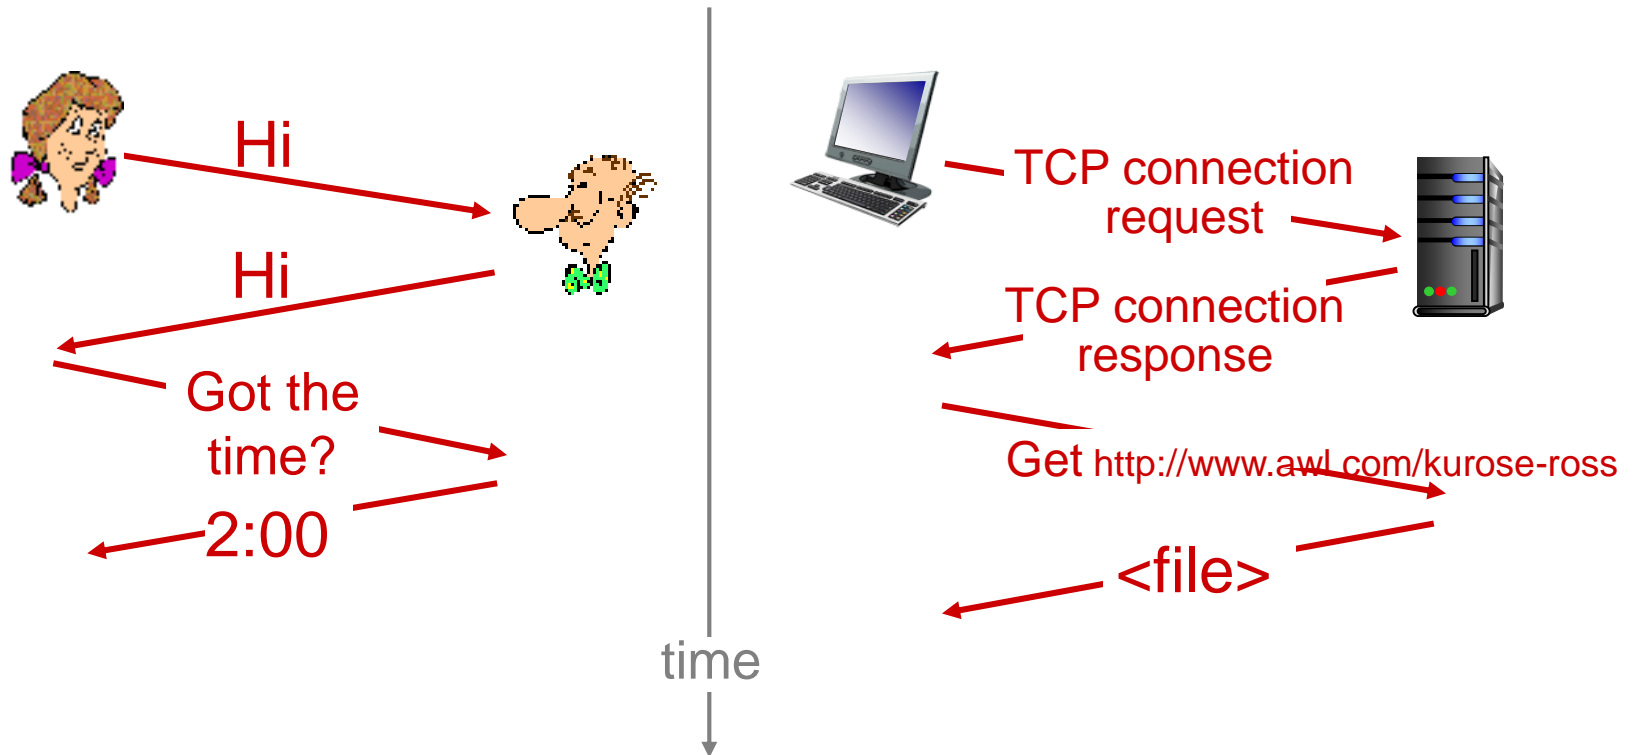 Hi
Hi
Got the
time?
2:00
time
TCP connection
request
TCP connection
response
Get http://www.awl.com/kurose-ross
<file>